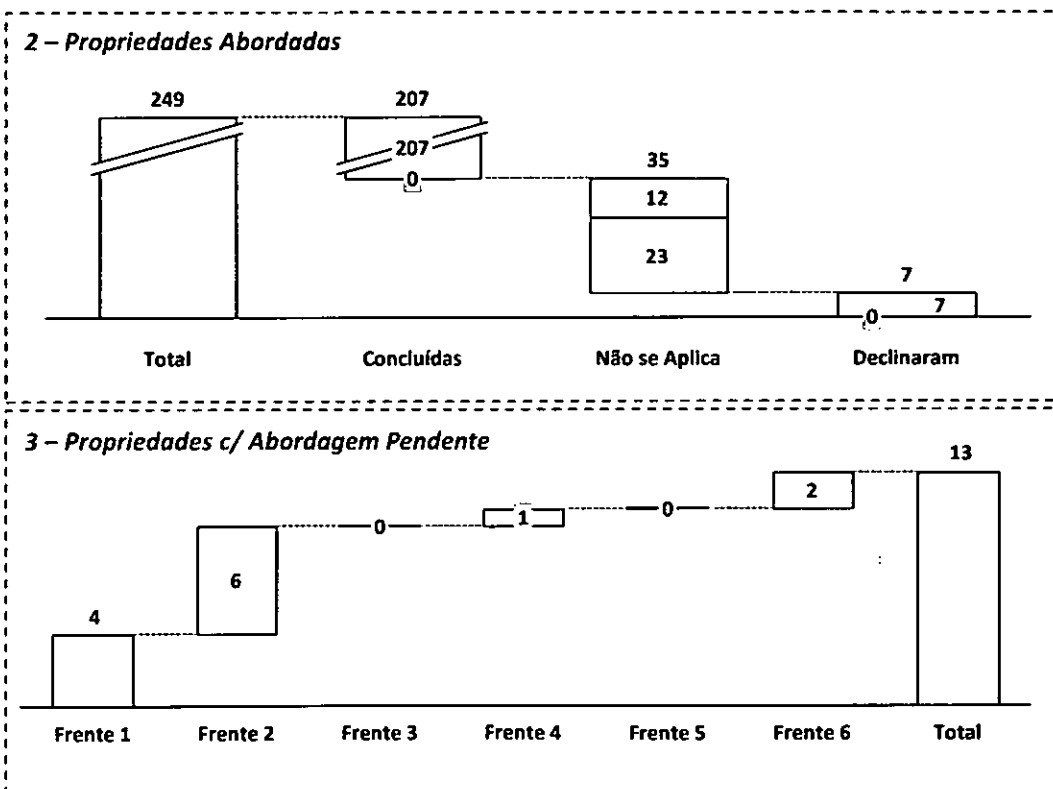 2 – Propriedades Abordadas
249
207
207
0
35
12
23
7
7
0
Total
Concluídas
Não se Aplica
Declinaram
3 – Propriedades c/ Abordagem Pendente
13
2
1
0
0
6
4
Frente 1
Frente 2
Frente 3
Frente 4
Frente 5
Frente 6
Total